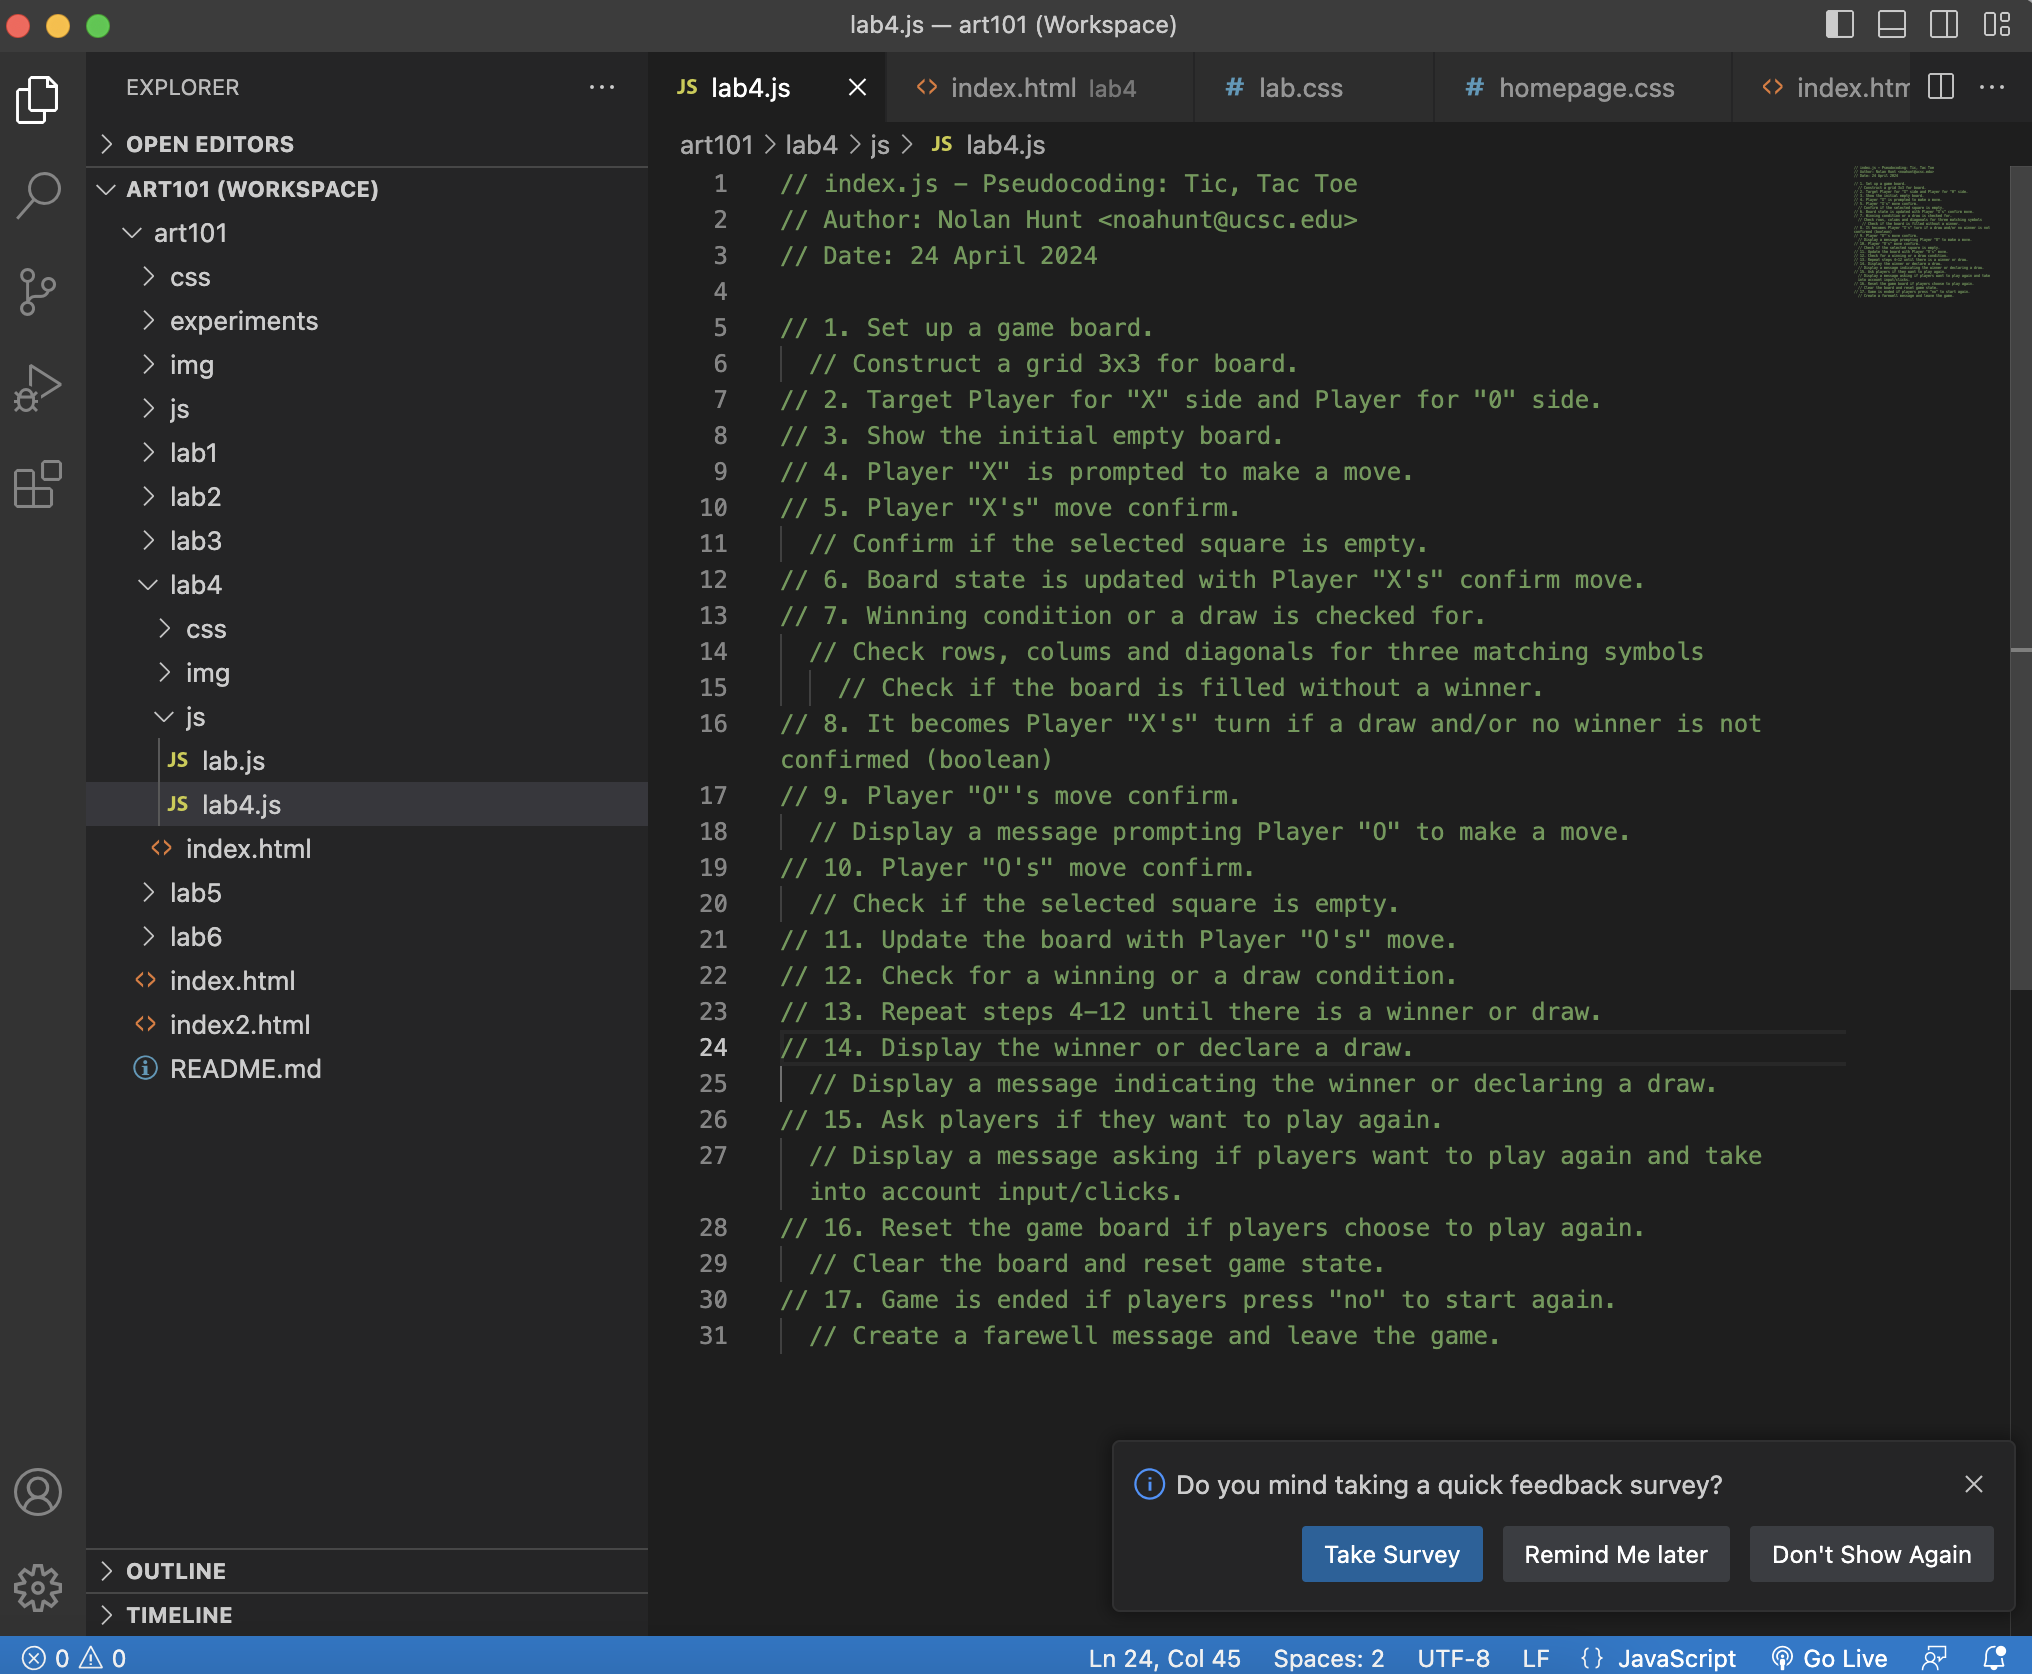 lab4.js — art101 (Workspace)
EXPLORER
OPEN EDITORS
ART101 (WORKSPACE)
art101
css
experiments
img
js
lab1
lab2
lab3
lab4
css
img
js
JS lab.js
JS lab4.js
<> index.html
lab5
lab6
<> index.html
<> index2.html
README.md
OUTLINE
TIMELINE
JS lab4.js
<> index.html lab4
# lab.css
# homepage.css
<> index.htm
art101 > lab4 > js > JS lab4.js
1 // index.js - Pseudocoding: Tic, Tac Toe
2 // Author: Nolan Hunt <noahunt@ucsc.edu>
3 // Date: 24 April 2024
4
5 // 1. Set up a game board.
6 // Construct a grid 3x3 for board.
7 // 2. Target Player for "X" side and Player for "0" side.
8 // 3. Show the initial empty board.
9 // 4. Player "X" is prompted to make a move.
10 // 5. Player "X's" move confirm.
11 // Confirm if the selected square is empty.
12 // 6. Board state is updated with Player "X's" confirm move.
13 // 7. Winning condition or a draw is checked for.
14 // Check rows, colums and diagonals for three matching symbols
15 // Check if the board is filled without a winner.
16 // 8. It becomes Player "X's" turn if a draw and/or no winner is not
confirmed (boolean)
17 // 9. Player "O"'s move confirm.
18 // Display a message prompting Player "O" to make a move.
19 // 10. Player "O's" move confirm.
20 // Check if the selected square is empty.
21 // 11. Update the board with Player "O's" move.
22 // 12. Check for a winning or a draw condition.
23 // 13. Repeat steps 4-12 until there is a winner or draw.
24 // 14. Display the winner or declare a draw.
25 // Display a message indicating the winner or declaring a draw.
26 // 15. Ask players if they want to play again.
27 // Display a message asking if players want to play again and take
into account input/clicks.
28 // 16. Reset the game board if players choose to play again.
29 // Clear the board and reset game state.
30 // 17. Game is ended if players press "no" to start again.
31 // Create a farewell message and leave the game.
Do you mind taking a quick feedback survey?
Take Survey
Remind Me later
Don't Show Again
0 0
Ln 24, Col 45
Spaces: 2
UTF-8
LF
{} JavaScript
Go Live